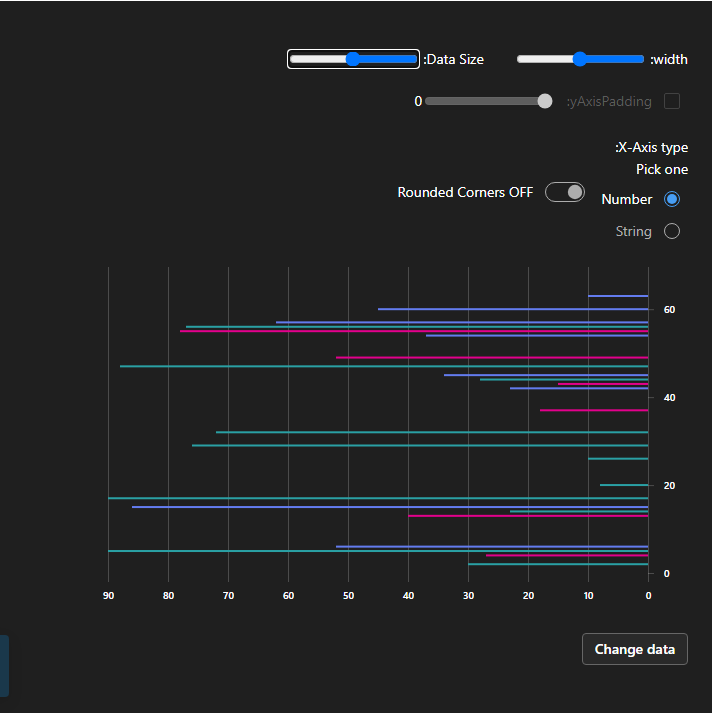 :Data Size
:width
0
:yAxisPadding
:X-Axis type
Pick one
Rounded Corners OFF
Number
String
60
40
20
0
90 80 70 60 50 40 30 20 10 0
Change data